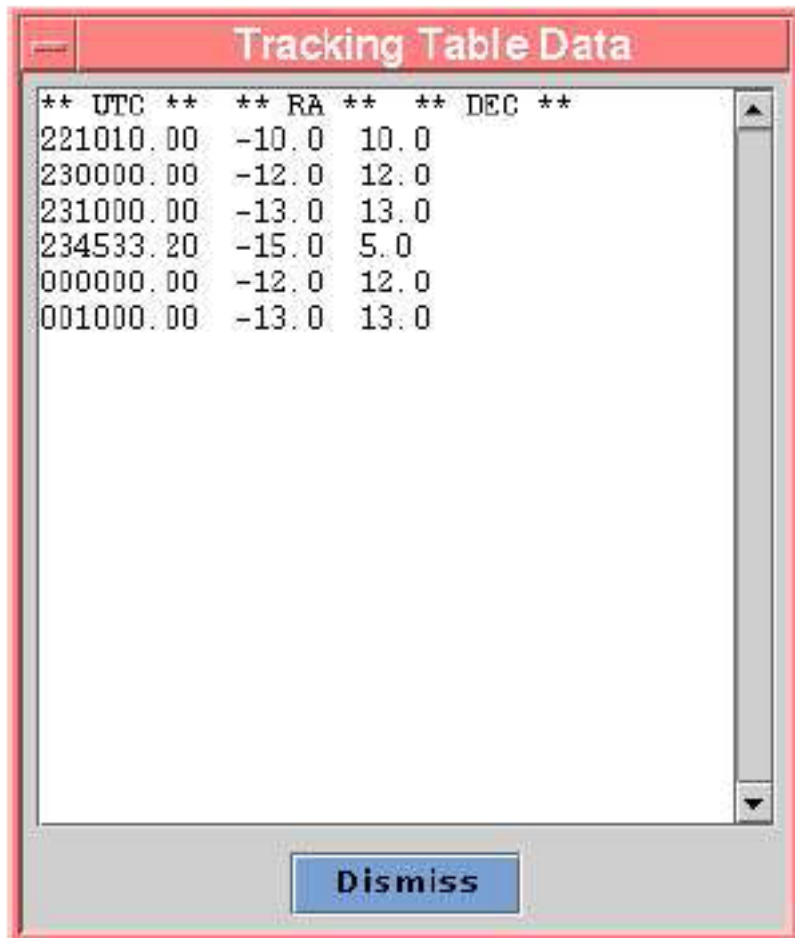 Tracking Table Data
** UTC ** ** RA ** ** DEC **
221010.00 -10.0 10.0
230000.00 -12.0 12.0
231000.00 -13.0 13.0
234533.20 -15.0 5.0
000000.00 -12.0 12.0
001000.00 -13.0 13.0
Dismiss